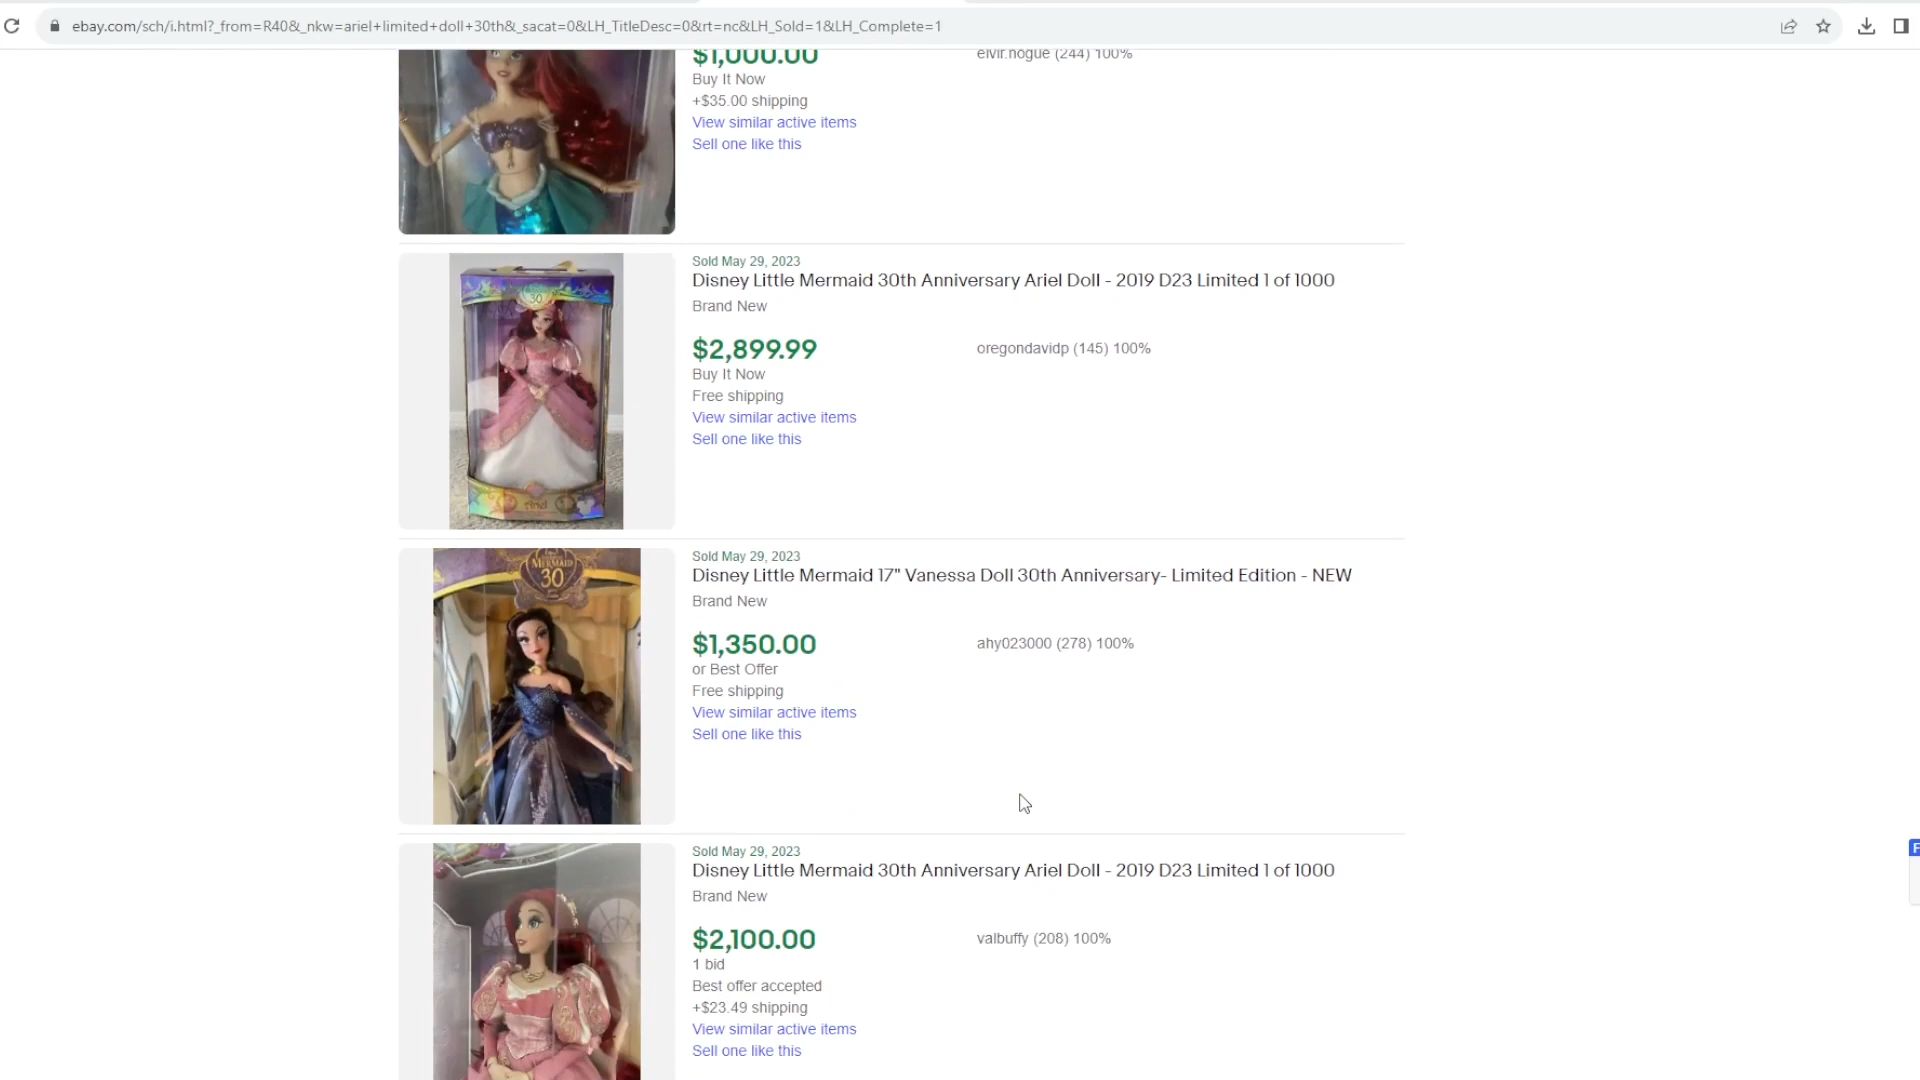 ebay.com/sch/i.html?_from=R40&_nkw=ariel+limited+doll+30th&_sacat=0&LH_TitleDesc=0&rt=nc&LH_Sold=1&LH_Complete=1
$1,000.00
elvir.hogue (244) 100%
Buy It Now
+$35.00 shipping
View similar active items
Sell one like this
Sold May 29, 2023
Disney Little Mermaid 30th Anniversary Ariel Doll - 2019 D23 Limited 1 of 1000
Brand New
$2,899.99
oregondavidp (145) 100%
Buy It Now
Free shipping
View similar active items
Sell one like this
30
Ariel
Sold May 29, 2023
Disney Little Mermaid 17" Vanessa Doll 30th Anniversary- Limited Edition - NEW
Brand New
$1,350.00
ahy023000 (278) 100%
or Best Offer
Free shipping
View similar active items
Sell one like this
MERMAID
30
Sold May 29, 2023
Disney Little Mermaid 30th Anniversary Ariel Doll - 2019 D23 Limited 1 of 1000
Brand New
$2,100.00
valbuffy (208) 100%
1 bid
Best offer accepted
+$23.49 shipping
View similar active items
Sell one like this
F